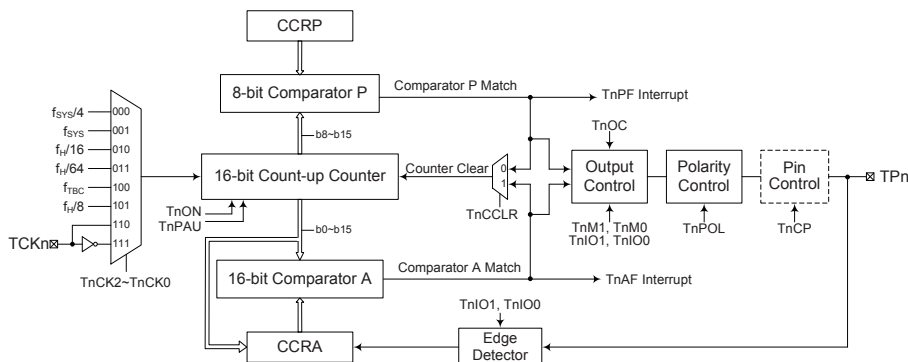 CCRP
8-bit Comparator P
Comparator P Match
TnPF Interrupt
b8~b15
TnOC
fSYS/4
000
fSYS
001
fH/16
010
fH/64
011
fTBC
100
fH/8
101
110
111
TCKn
TnCK2~TnCK0
16-bit Count-up Counter
Counter Clear
0
1
TnCCLR
Output
Control
Polarity
Control
Pin
Control
TPn
TnON
TnPAU
TnM1, TnM0
TnIO1, TnIO0
TnPOL
TnCP
b0~b15
16-bit Comparator A
Comparator A Match
TnAF Interrupt
TnIO1, TnIO0
CCRA
Edge
Detector